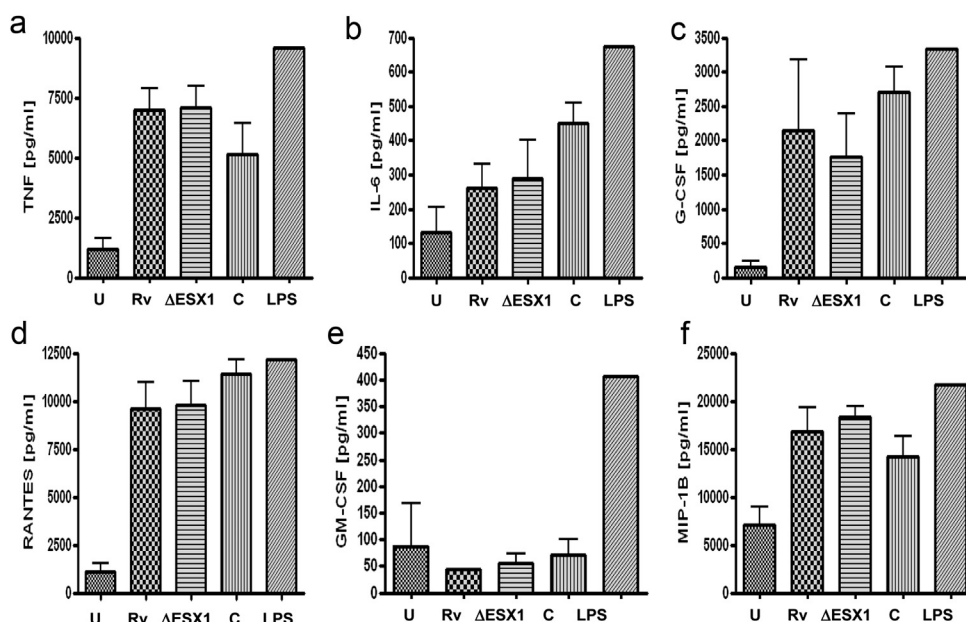 a
TNF [pg/ml]
10000
7500
5000
2500
0
U Rv ΔESX1 C LPS
b
IL-6 [pg/ml]
700
600
500
400
300
200
100
0
U Rv ΔESX1 C LPS
c
G-CSF [pg/ml]
3500
3000
2500
2000
1500
1000
500
0
U Rv ΔESX1 C LPS
d
RANTES [pg/ml]
12500
10000
7500
5000
2500
0
U Rv ΔESX1 C LPS
e
GM-CSF [pg/ml]
450
400
350
300
250
200
150
100
50
0
U Rv ΔESX1 C LPS
f
MIP-1B [pg/ml]
25000
20000
15000
10000
5000
0
U Rv ΔESX1 C LPS